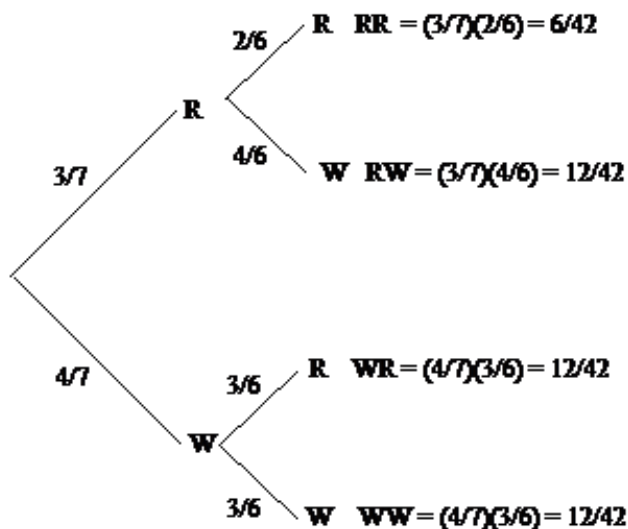 2/6
R RR = (3/7)(2/6) = 6/42
R
4/6
W RW = (3/7)(4/6) = 12/42
3/7
4/7
3/6
R WR = (4/7)(3/6) = 12/42
W
3/6
W WW = (4/7)(3/6) = 12/42